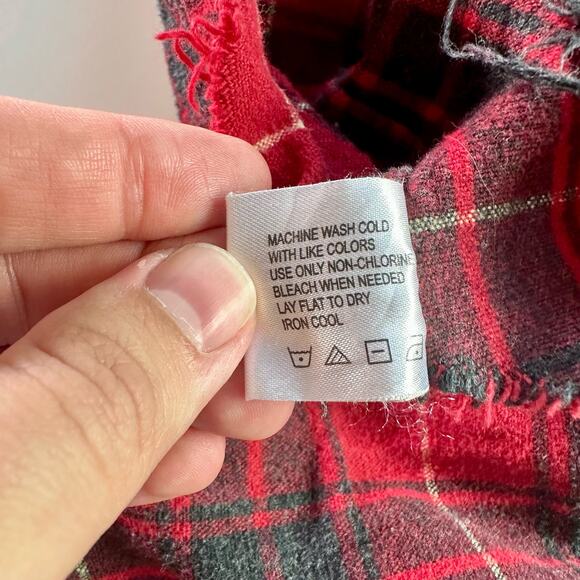 MACHINE WASH COLD
WITH LIKE COLORS
USE ONLY NON-CHLORINE
BLEACH WHEN NEEDED
LAY FLAT TO DRY
IRON COOL